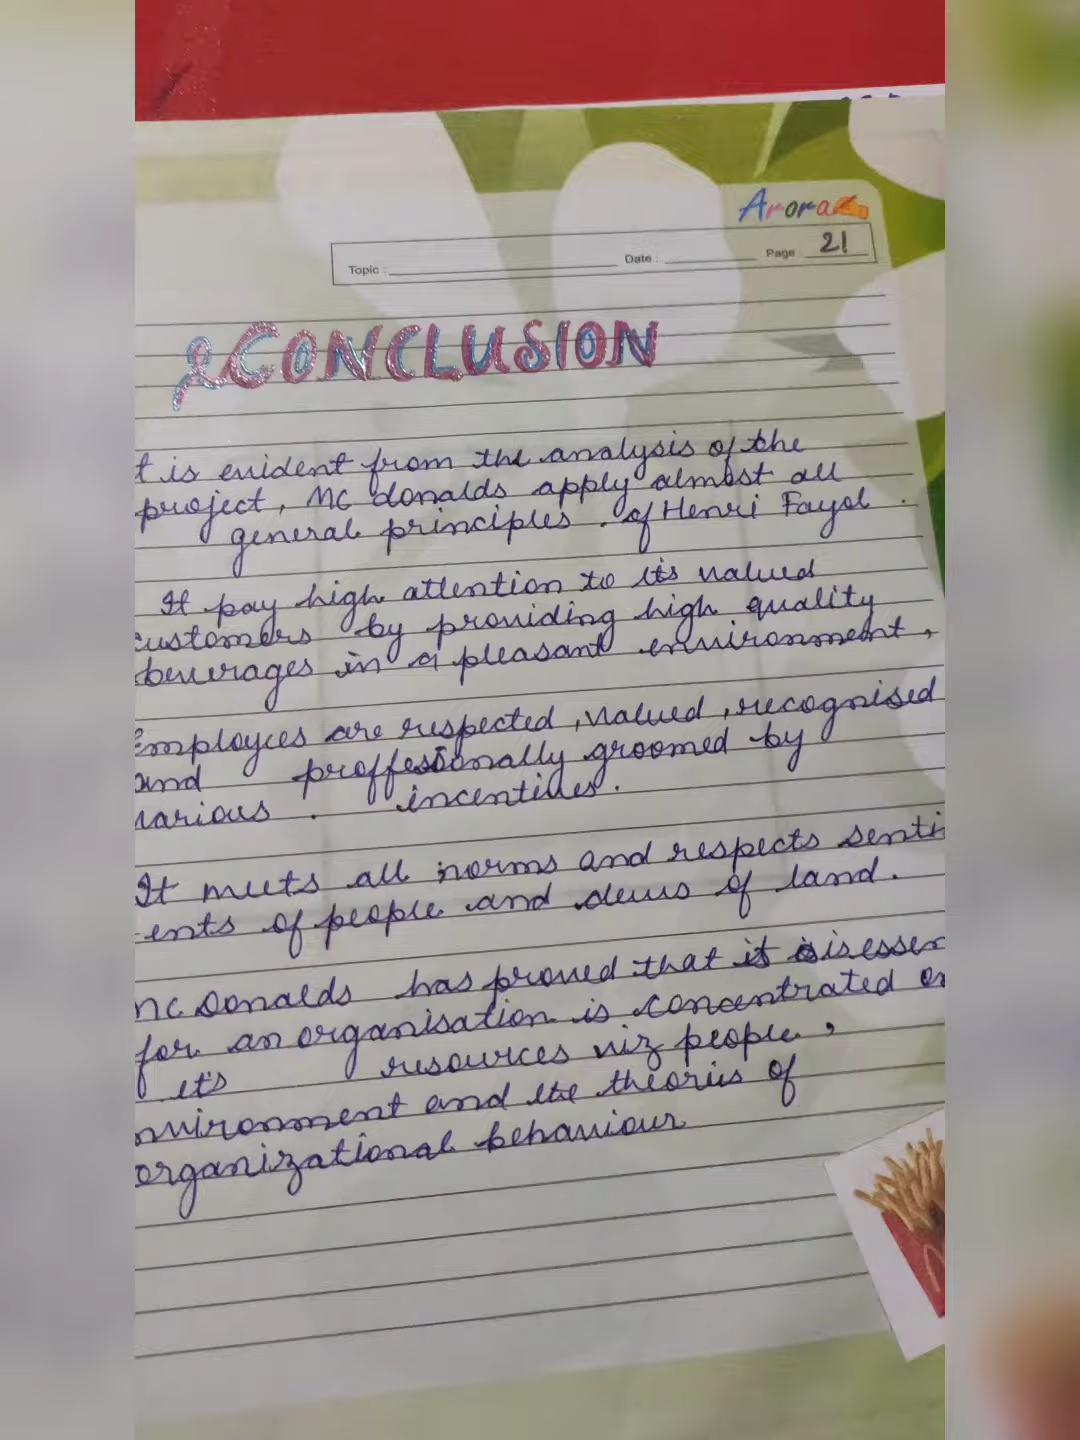 Arora
Topic : Date : Page : 21
CONCLUSION
t is evident from the analysis of the
project, Mc donalds apply almost all
general principles . of Henri Fayol .
It pay high attention to its valued
customers by providing high quality
beverages in a pleasant environment,
Employees are respected, valued, recognised
and proffessionally groomed by
various . incentives.
It meets all norms and respects senti
ents of people and dews of land.
Mc Donalds has proved that it is is essen
for an organisation is concentrated on
it's resources viz people,
nvironment and the theories of
organizational behaviour